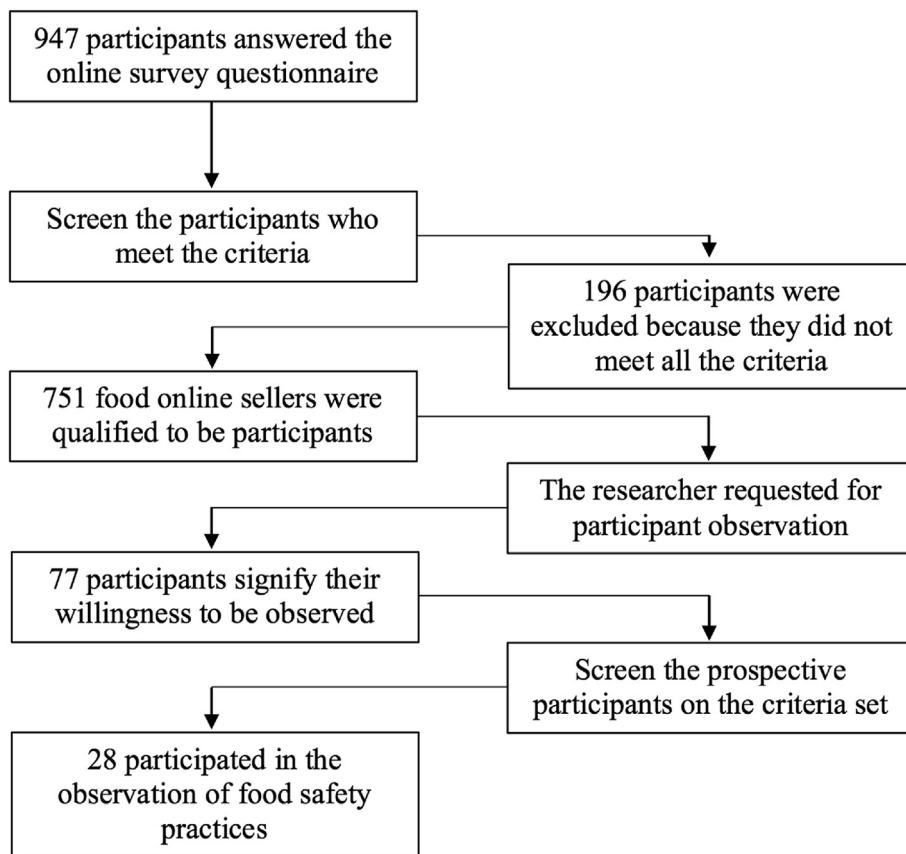 947 participants answered the
online survey questionnaire
Screen the participants who
meet the criteria
196 participants were
excluded because they did not
meet all the criteria
751 food online sellers were
qualified to be participants
The researcher requested for
participant observation
77 participants signify their
willingness to be observed
Screen the prospective
participants on the criteria set
28 participated in the
observation of food safety
practices